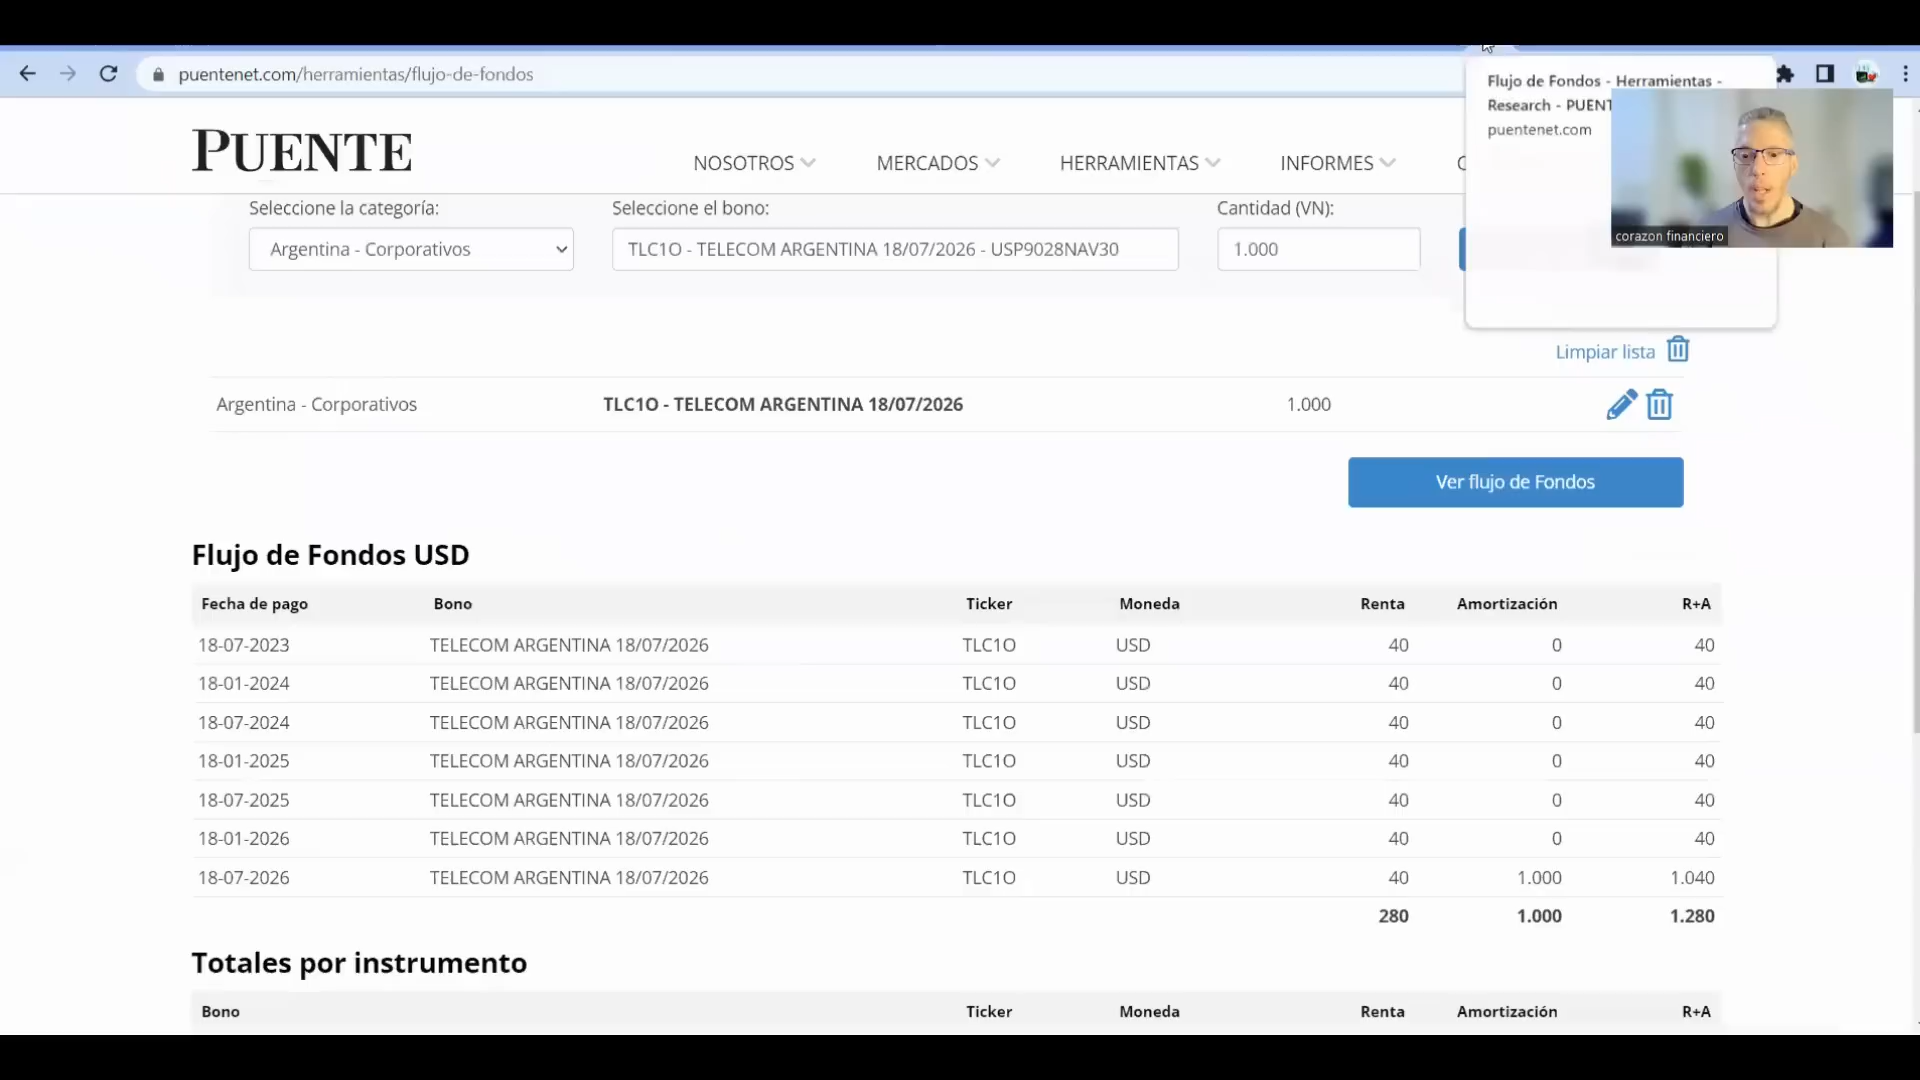 puentenet.com/herramientas/flujo-de-fondos
Flujo de Fondos - Herramientas -
Research - PUENT
puentenet.com
PUENTE
NOSOTROS
MERCADOS
HERRAMIENTAS
INFORMES
corazon financiero
Seleccione la categoría:
Seleccione el bono:
Cantidad (VN):
Argentina - Corporativos
TLC1O - TELECOM ARGENTINA 18/07/2026 - USP9028NAV30
1.000
Limpiar lista
Argentina - Corporativos TLC1O - TELECOM ARGENTINA 18/07/2026 1.000
Ver flujo de Fondos
Flujo de Fondos USD
Fecha de pago Bono Ticker Moneda Renta Amortización R+A
18-07-2023 TELECOM ARGENTINA 18/07/2026 TLC1O USD 40 0 40
18-01-2024 TELECOM ARGENTINA 18/07/2026 TLC1O USD 40 0 40
18-07-2024 TELECOM ARGENTINA 18/07/2026 TLC1O USD 40 0 40
18-01-2025 TELECOM ARGENTINA 18/07/2026 TLC1O USD 40 0 40
18-07-2025 TELECOM ARGENTINA 18/07/2026 TLC1O USD 40 0 40
18-01-2026 TELECOM ARGENTINA 18/07/2026 TLC1O USD 40 0 40
18-07-2026 TELECOM ARGENTINA 18/07/2026 TLC1O USD 40 1.000 1.040
280 1.000 1.280
Totales por instrumento
Bono Ticker Moneda Renta Amortización R+A